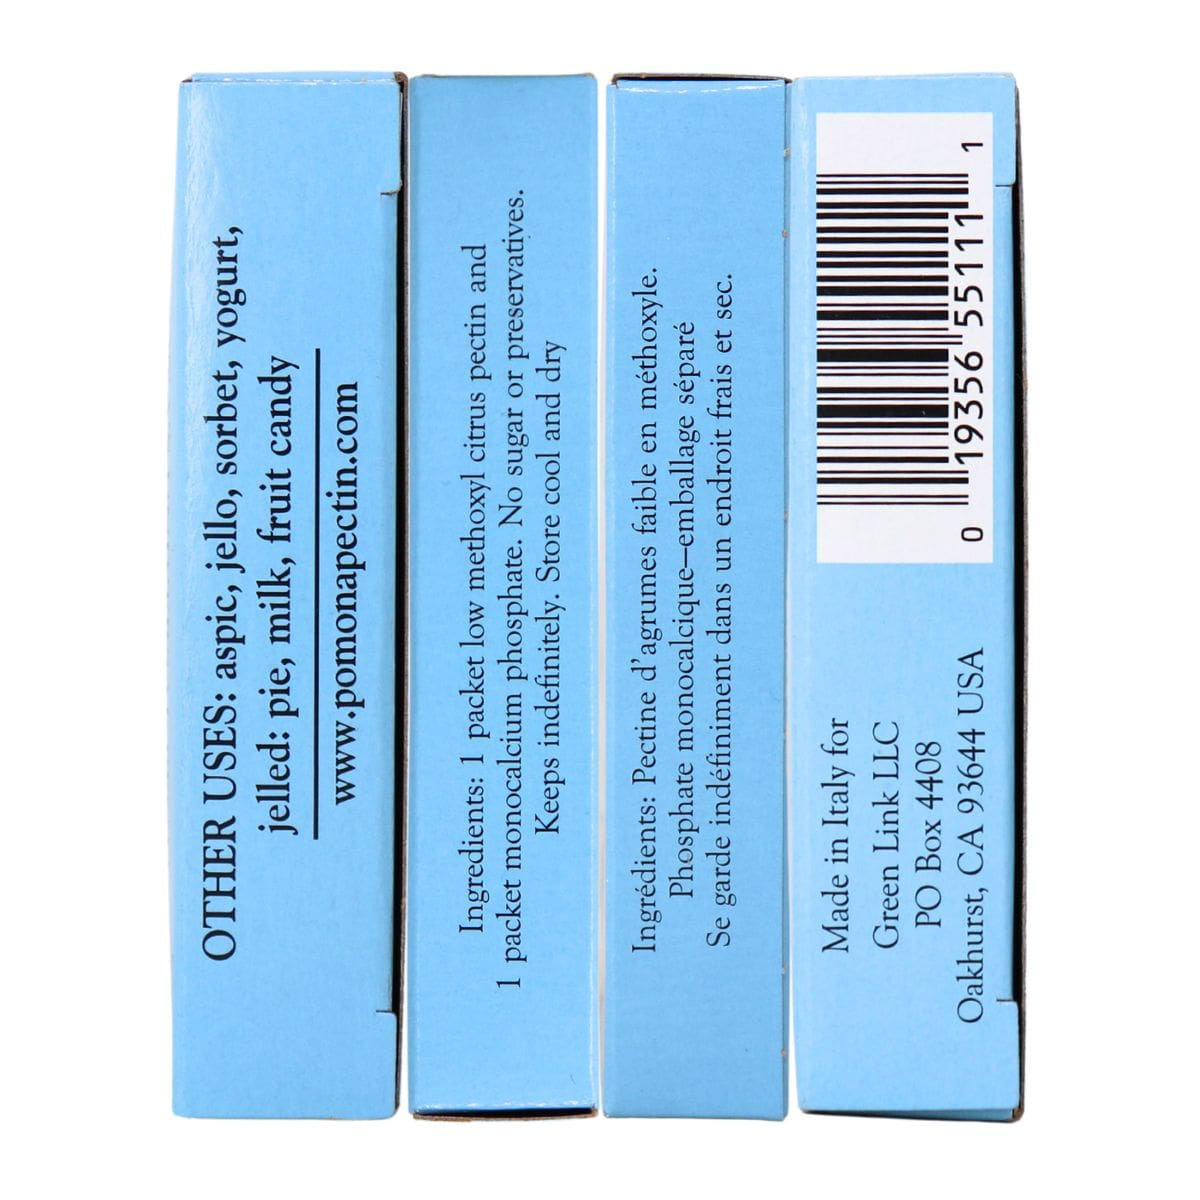 OTHER USES: aspic, jello, sorbet, yogurt,
jelled: pie, milk, fruit candy
www.pomonapectin.com
Ingredients: 1 packet low methoxyl citrus pectin and
1 packet monocalcium phosphate. No sugar or preservatives.
Keeps indefinitely. Store cool and dry
Ingrédients: Pectine d'agrumes faible en méthoxyle.
Phosphate monocalcique–emballage séparé
Se garde indéfiniment dans un endroit frais et sec.
Made in Italy for
Green Link LLC
PO Box 4408
Oakhurst, CA 93644 USA
0 19356 55111 1